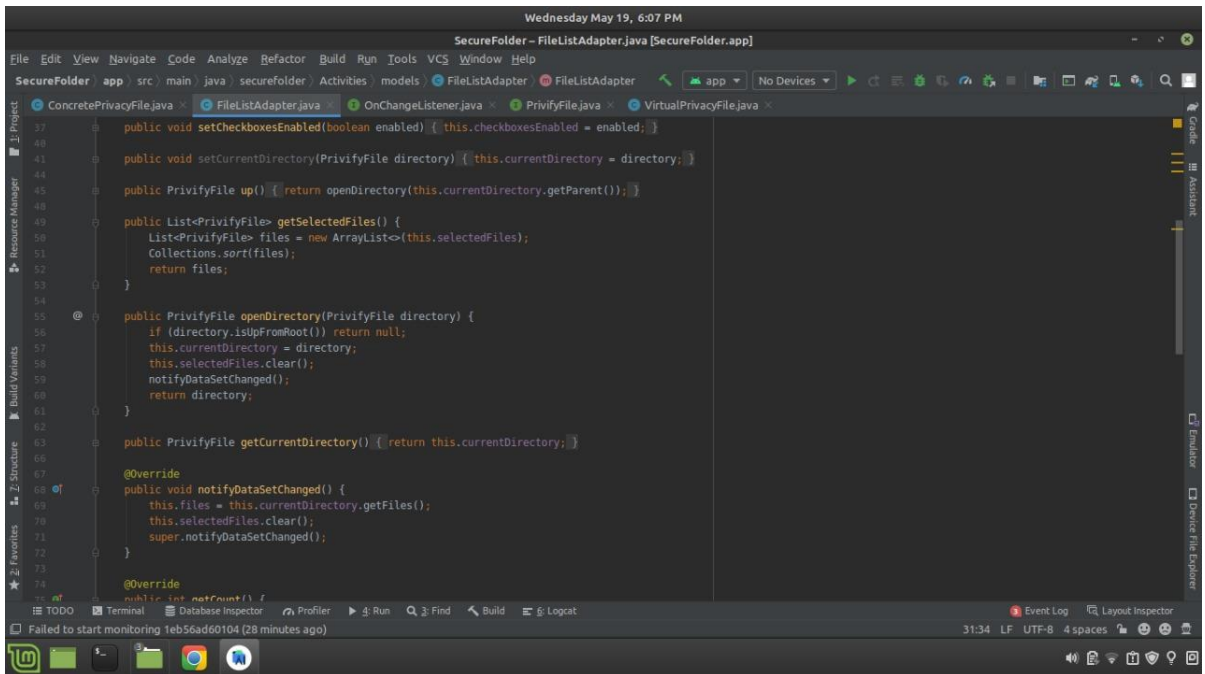 Wednesday May 19, 6:07 PM
SecureFolder – FileListAdapter.java [SecureFolder.app]
File Edit View Navigate Code Analyze Refactor Build Run Tools VCS Window Help
SecureFolder app src main java securefolder Activities models FileListAdapter FileListAdapter app No Devices
ConcretePrivacyFile.java FileListAdapter.java OnChangeListener.java PrivifyFile.java VirtualPrivacyFile.java
1: Project
Resource Manager
Build Variants
7: Structure
2: Favorites
37 public void setCheckboxesEnabled(boolean enabled) { this.checkboxesEnabled = enabled; }
40
41 public void setCurrentDirectory(PrivifyFile directory) { this.currentDirectory = directory; }
44
45 public PrivifyFile up() { return openDirectory(this.currentDirectory.getParent()); }
48
49 public List<PrivifyFile> getSelectedFiles() {
50 List<PrivifyFile> files = new ArrayList<>(this.selectedFiles);
51 Collections.sort(files);
52 return files;
53 }
54
55 @ public PrivifyFile openDirectory(PrivifyFile directory) {
56 if (directory.isUpFromRoot()) return null;
57 this.currentDirectory = directory;
58 this.selectedFiles.clear();
59 notifyDataSetChanged();
60 return directory;
61 }
62
63 public PrivifyFile getCurrentDirectory() { return this.currentDirectory; }
66
67 @Override
68 public void notifyDataSetChanged() {
69 this.files = this.currentDirectory.getFiles();
70 this.selectedFiles.clear();
71 super.notifyDataSetChanged();
72 }
73
74 @Override
75 public int getCount() {
Gradle
Assistant
Emulator
Device File Explorer
TODO Terminal Database Inspector Profiler 4: Run 3: Find Build 6: Logcat 3 Event Log Layout Inspector
Failed to start monitoring 1eb56ad60104 (28 minutes ago) 31:34 LF UTF-8 4 spaces
3